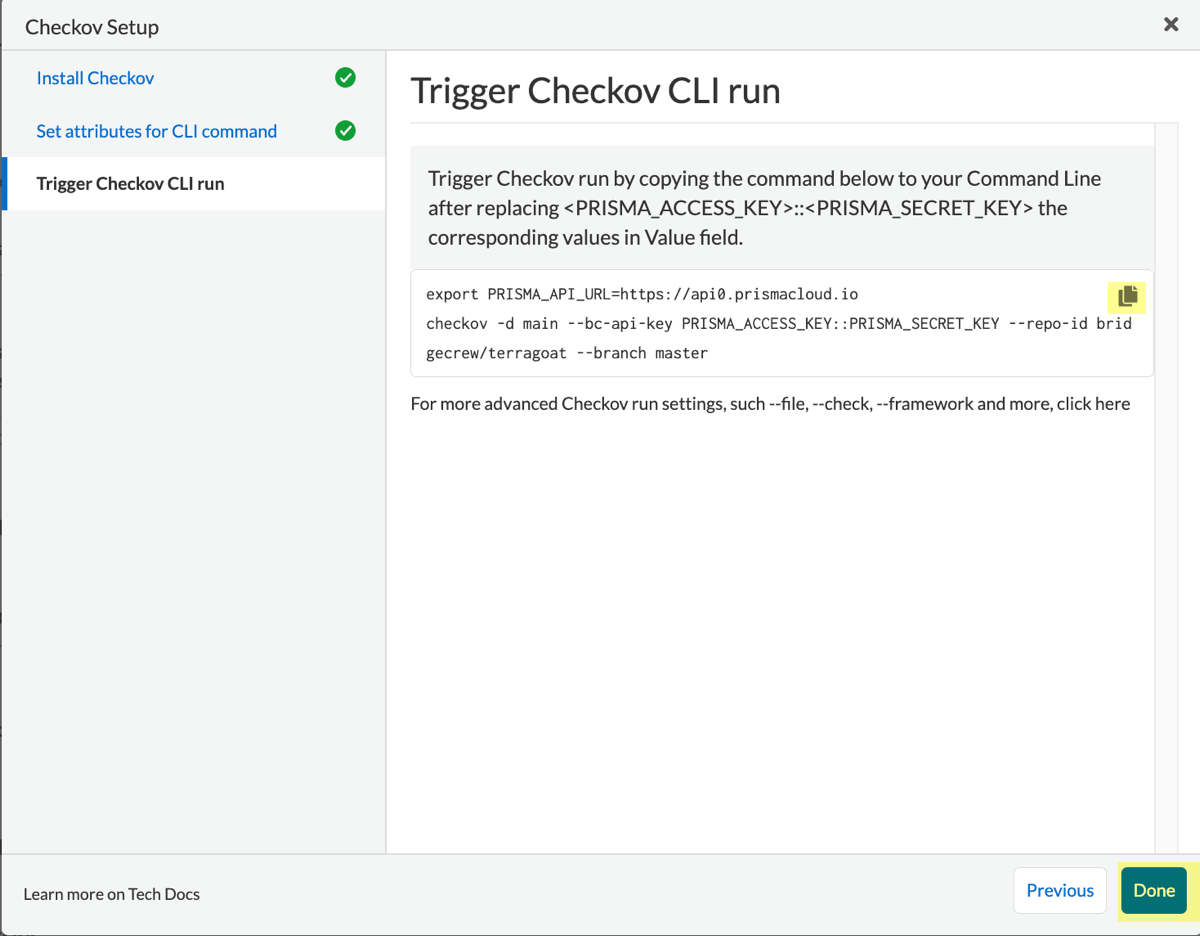 Checkov Setup
Install Checkov
Set attributes for CLI command
Trigger Checkov CLI run
Trigger Checkov CLI run
Trigger Checkov run by copying the command below to your Command Line
after replacing <PRISMA_ACCESS_KEY>::<PRISMA_SECRET_KEY> the
corresponding values in Value field.
export PRISMA_API_URL=https://api0.prismacloud.io
checkov -d main --bc-api-key PRISMA_ACCESS_KEY::PRISMA_SECRET_KEY --repo-id brid
gecrew/terragoat --branch master
For more advanced Checkov run settings, such --file, --check, --framework and more, click here
Learn more on Tech Docs
Previous
Done